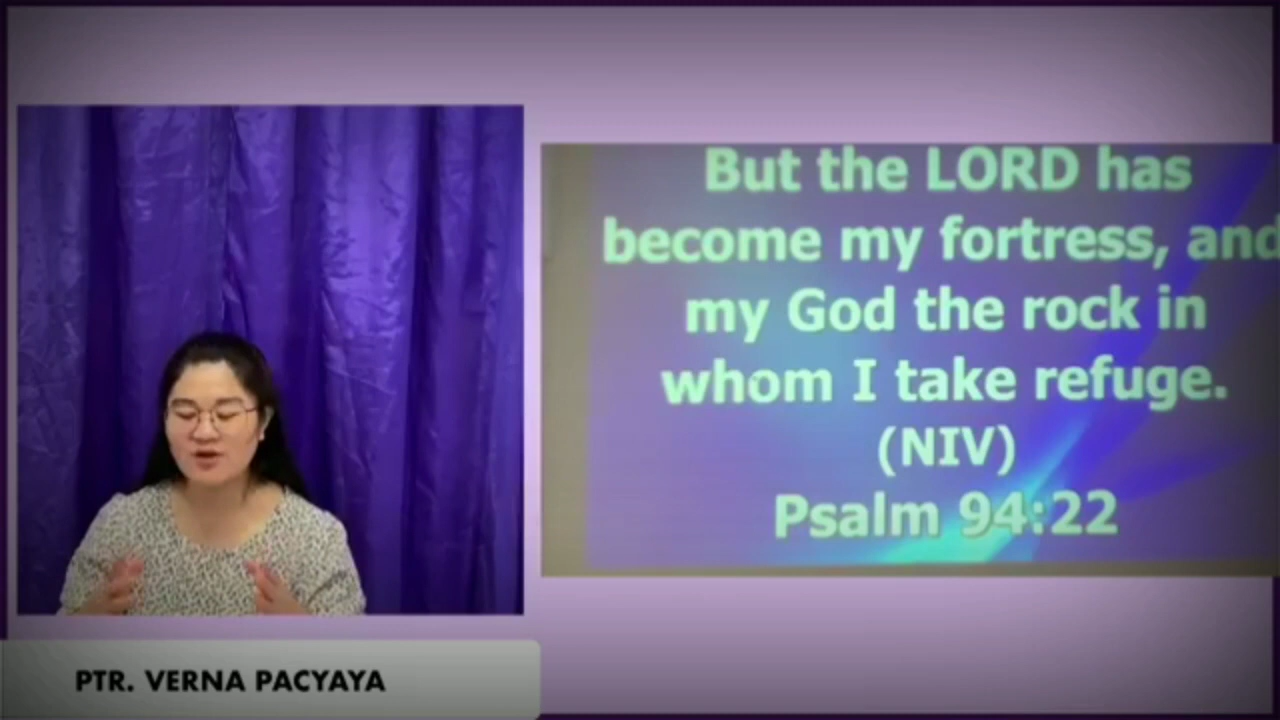 But the LORD has
become my fortress, and
my God the rock in
whom I take refuge.
(NIV)
Psalm 94:22
PTR. VERNA PACYAYA